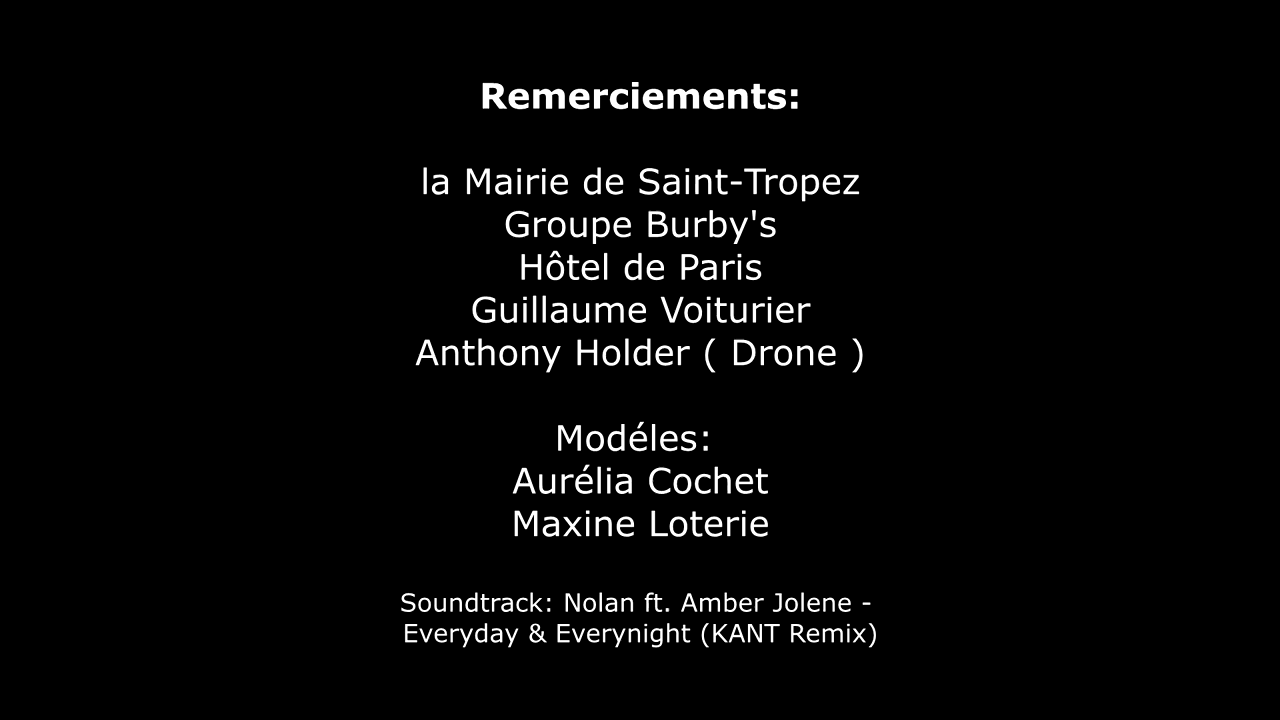 Remerciements:
la Mairie de Saint-Tropez
Groupe Burby's
Hôtel de Paris
Guillaume Voiturier
Anthony Holder ( Drone )
Modéles:
Aurélia Cochet
Maxine Loterie
Soundtrack: Nolan ft. Amber Jolene -
Everyday & Everynight (KANT Remix)